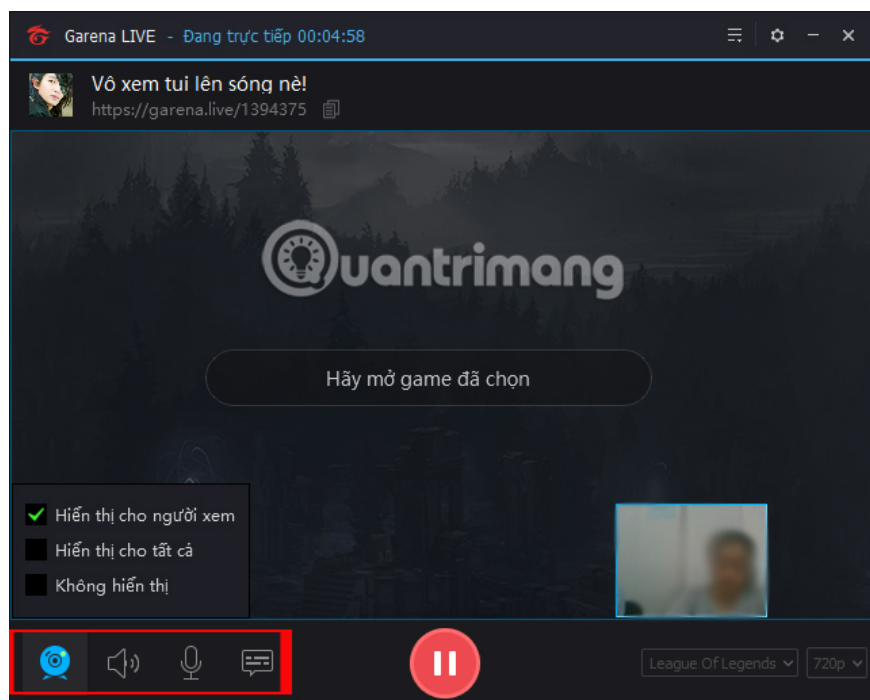 Garena LIVE - Đang trực tiếp 00:04:58
Vô xem tui lên sóng nè!
https://garena.live/1394375
Quantrimang
Hãy mở game đã chọn
Hiển thị cho người xem
Hiển thị cho tất cả
Không hiển thị
League Of Legends 720p